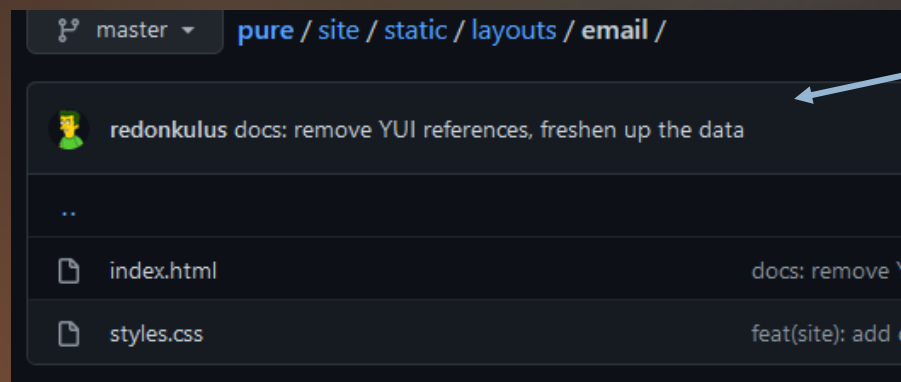 master pure / site / static / layouts / email /
redonkulus docs: remove YUI references, freshen up the data
..
index.html docs: remove
styles.css feat(site): add